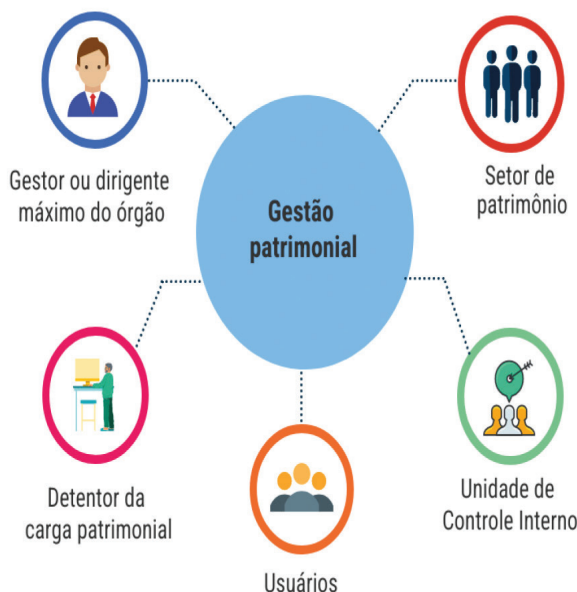 Gestor ou dirigente
máximo do órgão
Setor de
patrimônio
Gestão
patrimonial
Detentor da
carga patrimonial
Unidade de
Controle Interno
Usuários